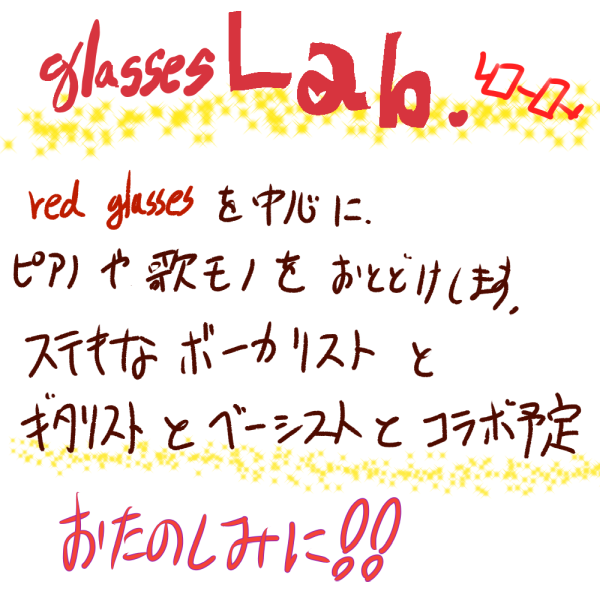 glasses Lab.
red glasses を中心に.
ピアノや歌モノをおとどけします.
ステキなボーカリストと
ギタリストとベーシストとコラボ予定
おたのしみに!!